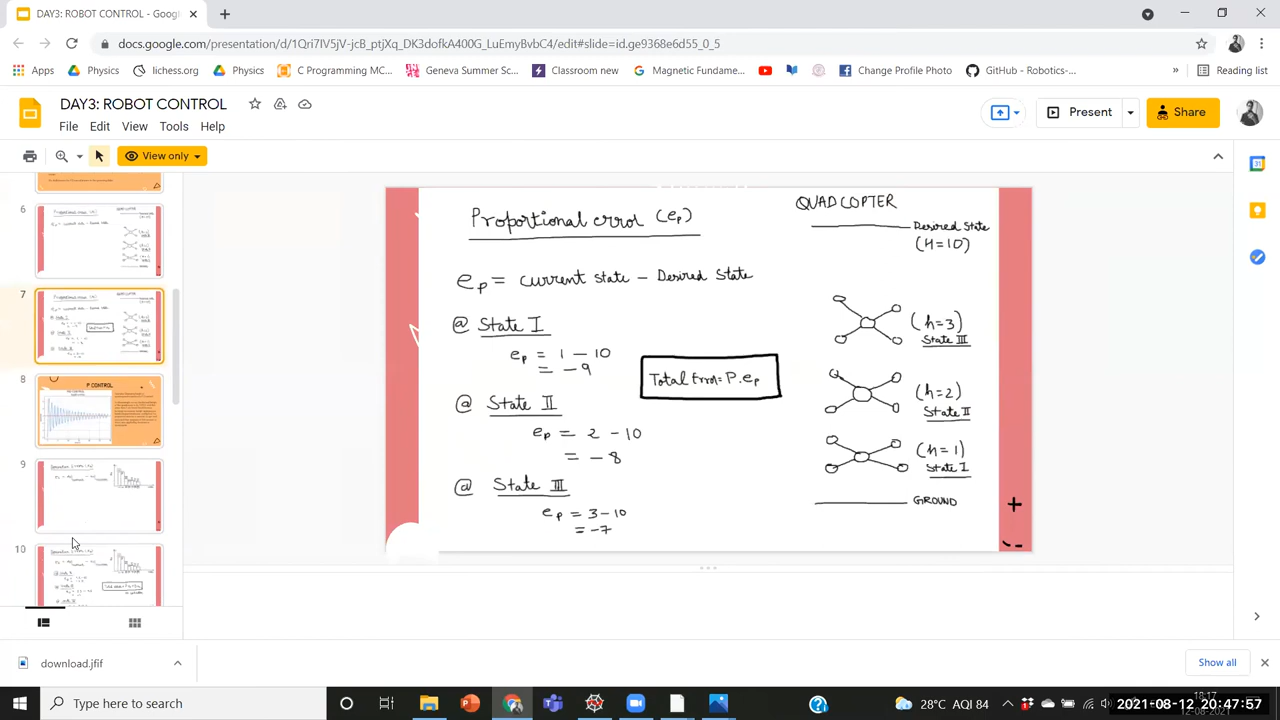 DAY3: ROBOT CONTROL - Goog
docs.google.com/presentation/d/1Qri7IV5jV-jcB_ptjXq_DK3dofkA400G_LuEmyBvbC4/edit#slide=id.ge9368e6d55_0_5
Apps
Physics
lichess.org
Physics
C Programming MC...
Geneva Summer Sc...
Classroom new
Magnetic Fundame...
Change Profile Photo
GitHub - Robotics-...
»
Reading list
DAY3: ROBOT CONTROL
File Edit View Tools Help
Present
Share
View only
6
7
8
P CONTROL
9
10
Proportional error (ep)
ep = current state - Desired State
@ State I
ep = 1 - 10
= -9
@ State II
ep = 2 - 10
= -8
@ State III
ep = 3-10
= -7
Total Error = P.ep
QUADCOPTER
Desired State
(H=10)
(h=3)
State III
(h=2)
State II
(h=1)
State I
GROUND
+
download.jfif
Show all
Type here to search
28°C AQI 84
18:17
2021-08-12 20:47:57